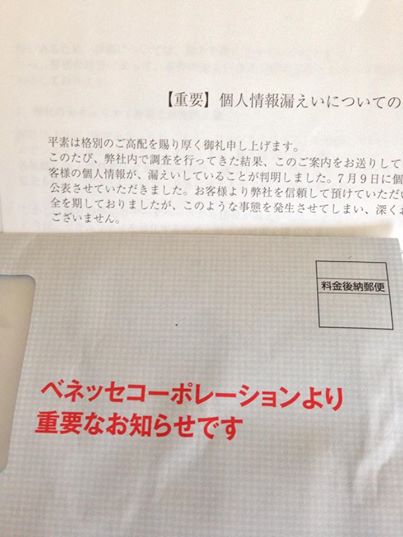 【重要】個人情報漏えいについての
平素は格別のご高配を賜り厚く御礼申し上げます。
このたび、弊社内で調査を行ってきた結果、このご案内をお送りして
客様の個人情報が、漏えいしていることが判明しました。7月9日に個
公表させていただきました。お客様より弊社を信頼して預けていただい
全を期しておりましたが、このような事態を発生させてしまい、深くお
ございません。
料金後納郵便
ベネッセコーポレーションより
重要なお知らせです